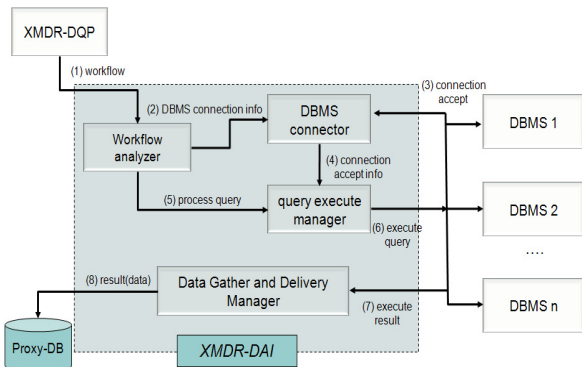 XMDR-DQP
(1) workflow
(2) DBMS connection info
(3) connection
accept
DBMS
connector
DBMS 1
Workflow
analyzer
(4) connection
accept info
(5) process query
query execute
manager
DBMS 2
(6) execute
query
....
(8) result(data)
Data Gather and Delivery
Manager
(7) execute
result
DBMS n
Proxy-DB
XMDR-DAI